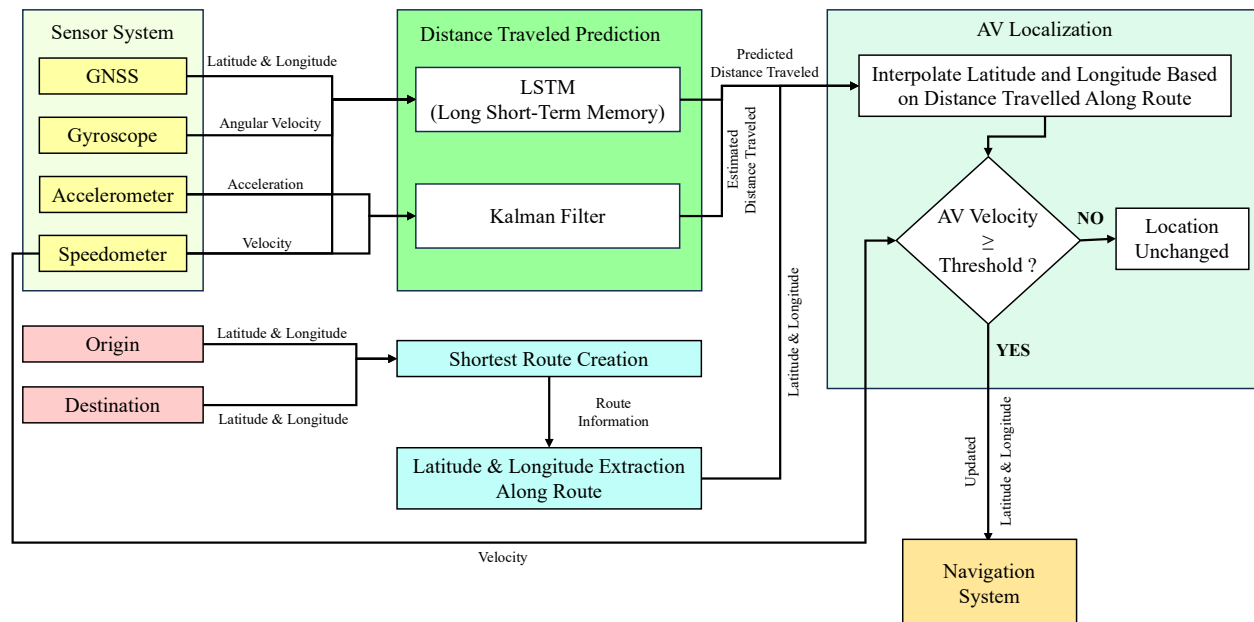 Sensor System
GNSS
Gyroscope
Accelerometer
Speedometer
Latitude & Longitude
Angular Velocity
Acceleration
Velocity
Distance Traveled Prediction
LSTM
(Long Short-Term Memory)
Kalman Filter
Predicted
Distance Traveled
Estimated
Distance Traveled
Latitude & Longitude
AV Localization
Interpolate Latitude and Longitude Based
on Distance Travelled Along Route
AV Velocity
≥
Threshold ?
NO
Location
Unchanged
YES
Origin
Destination
Latitude & Longitude
Latitude & Longitude
Shortest Route Creation
Route
Information
Latitude & Longitude Extraction
Along Route
Velocity
Updated
Latitude & Longitude
Navigation
System